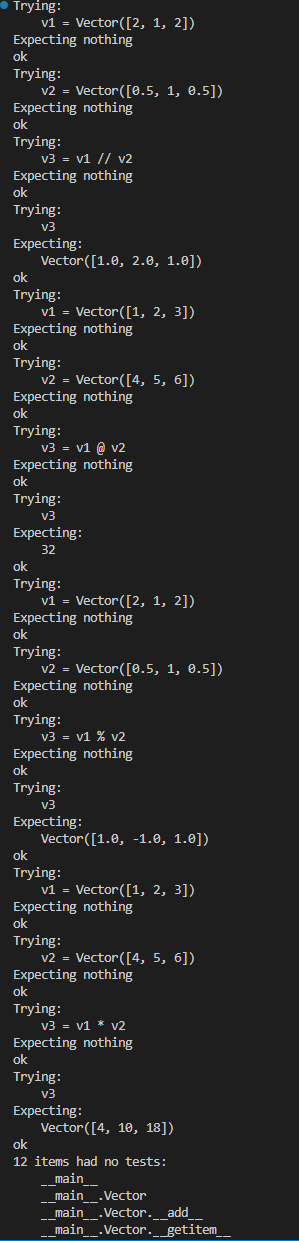 Trying:
    v1 = Vector([2, 1, 2])
Expecting nothing
ok
Trying:
    v2 = Vector([0.5, 1, 0.5])
Expecting nothing
ok
Trying:
    v3 = v1 // v2
Expecting nothing
ok
Trying:
    v3
Expecting:
    Vector([1.0, 2.0, 1.0])
ok
Trying:
    v1 = Vector([1, 2, 3])
Expecting nothing
ok
Trying:
    v2 = Vector([4, 5, 6])
Expecting nothing
ok
Trying:
    v3 = v1 @ v2
Expecting nothing
ok
Trying:
    v3
Expecting:
    32
ok
Trying:
    v1 = Vector([2, 1, 2])
Expecting nothing
ok
Trying:
    v2 = Vector([0.5, 1, 0.5])
Expecting nothing
ok
Trying:
    v3 = v1 % v2
Expecting nothing
ok
Trying:
    v3
Expecting:
    Vector([1.0, -1.0, 1.0])
ok
Trying:
    v1 = Vector([1, 2, 3])
Expecting nothing
ok
Trying:
    v2 = Vector([4, 5, 6])
Expecting nothing
ok
Trying:
    v3 = v1 * v2
Expecting nothing
ok
Trying:
    v3
Expecting:
    Vector([4, 10, 18])
ok
12 items had no tests:
    __main__
    __main__.Vector
    __main__.Vector.__add__
    __main__.Vector.__getitem__